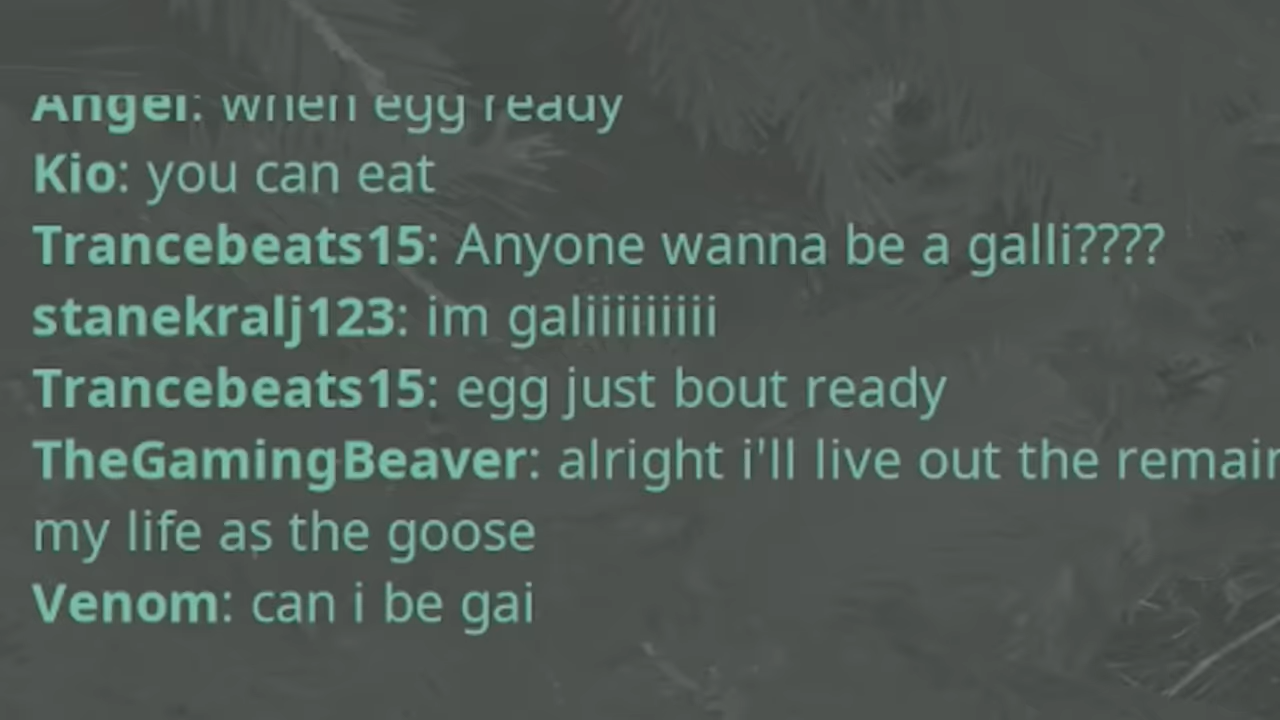 Angel: when egg ready
Kio: you can eat
Trancebeats15: Anyone wanna be a galli????
stanekralj123: im galiiiiiiiiii
Trancebeats15: egg just bout ready
TheGamingBeaver: alright i'll live out the remain
my life as the goose
Venom: can i be gai